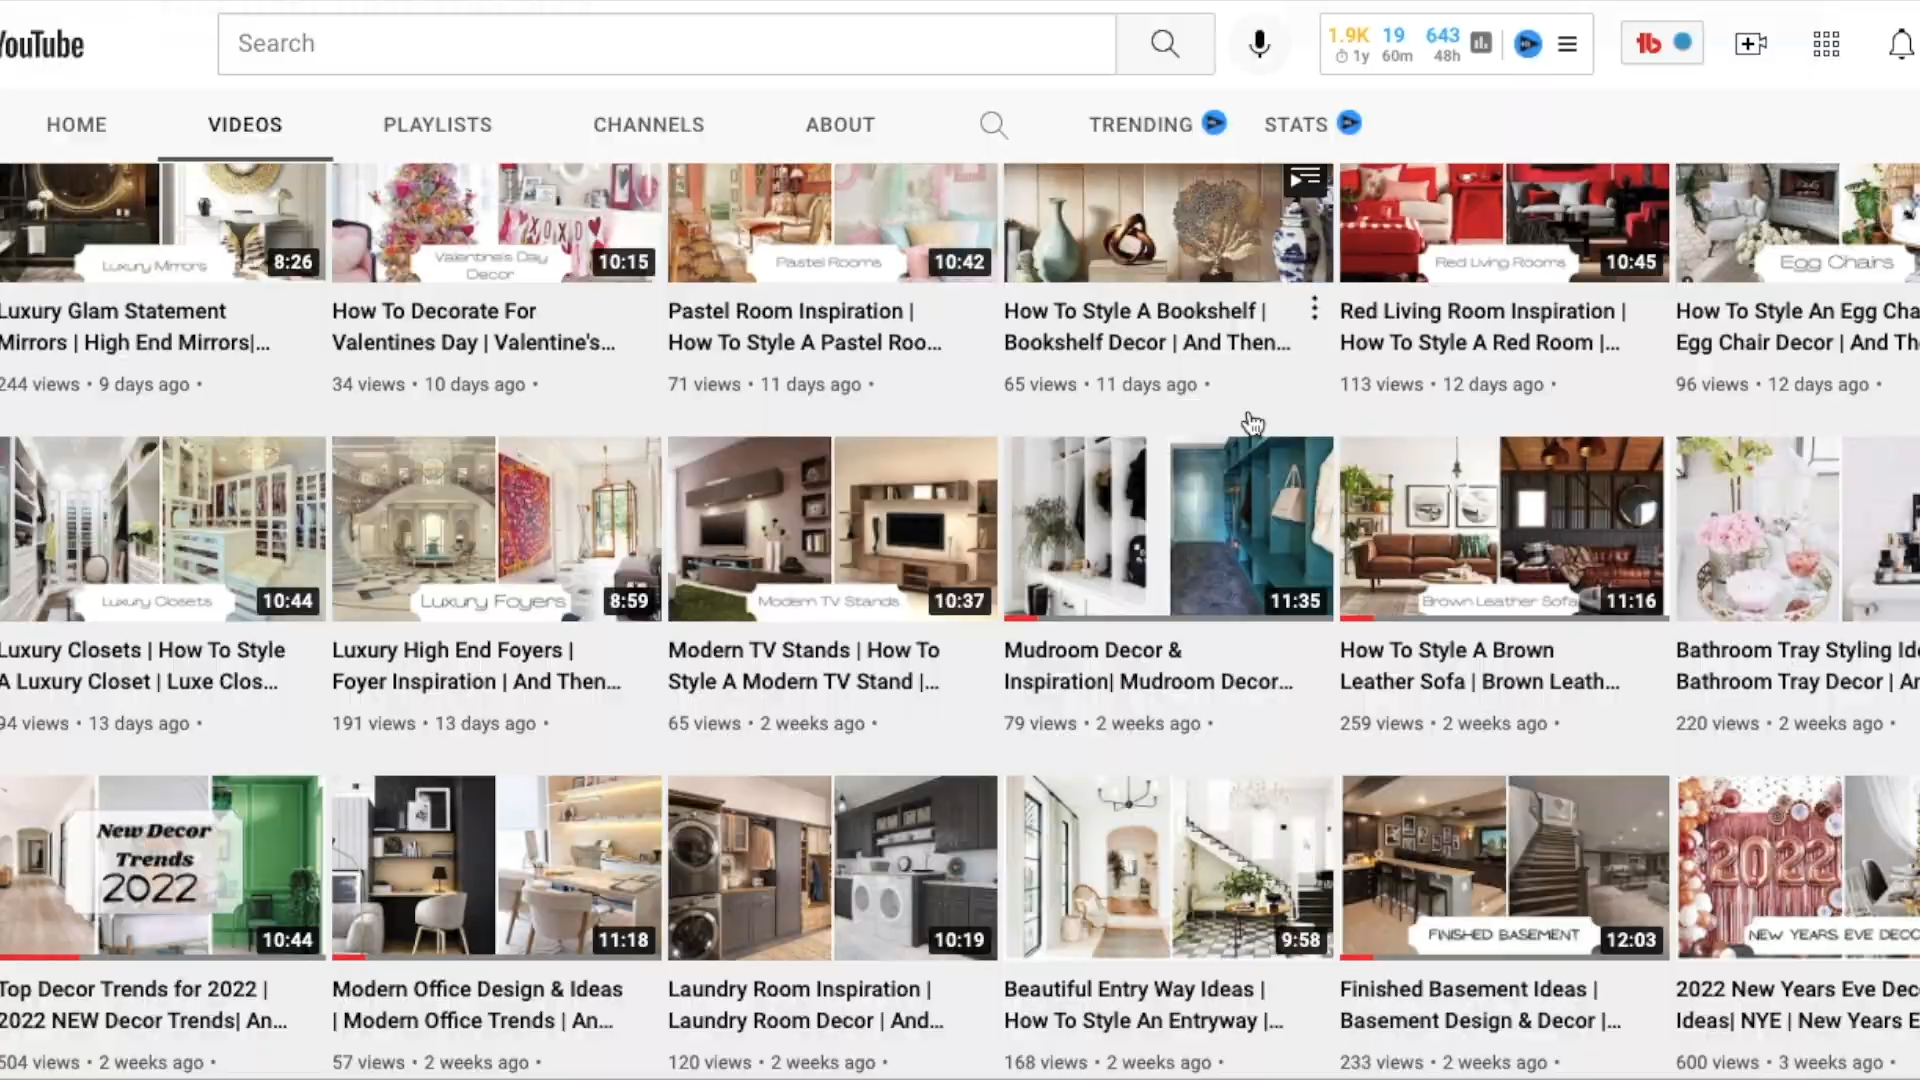 YouTube
Search
1.9K 19 643
1y 60m 48h
HOME VIDEOS PLAYLISTS CHANNELS ABOUT TRENDING STATS
Luxury Mirrors 8:26
Valentine's Day
Decor 10:15
XOXO
Pastel Rooms 10:42
Red Living Rooms 10:45
Egg Chairs
Luxury Glam Statement
Mirrors | High End Mirrors|...
244 views • 9 days ago •
How To Decorate For
Valentines Day | Valentine's...
34 views • 10 days ago •
Pastel Room Inspiration |
How To Style A Pastel Roo...
71 views • 11 days ago •
How To Style A Bookshelf |
Bookshelf Decor | And Then...
65 views • 11 days ago •
Red Living Room Inspiration |
How To Style A Red Room |...
113 views • 12 days ago •
How To Style An Egg Cha
Egg Chair Decor | And Th
96 views • 12 days ago •
Luxury Closets 10:44
Luxury Foyers 8:59
Modern TV Stands 10:37
11:35
Brown Leather Sofa 11:16
Luxury Closets | How To Style
A Luxury Closet | Luxe Clos...
94 views • 13 days ago •
Luxury High End Foyers |
Foyer Inspiration | And Then...
191 views • 13 days ago •
Modern TV Stands | How To
Style A Modern TV Stand |...
65 views • 2 weeks ago •
Mudroom Decor &
Inspiration| Mudroom Decor...
79 views • 2 weeks ago •
How To Style A Brown
Leather Sofa | Brown Leath...
259 views • 2 weeks ago •
Bathroom Tray Styling Ide
Bathroom Tray Decor | An
220 views • 2 weeks ago •
New Decor
Trends
2022
10:44
11:18
10:19
9:58
FINISHED BASEMENT 12:03
2022
NEW YEARS EVE DECO
Top Decor Trends for 2022 |
2022 NEW Decor Trends| An...
504 views • 2 weeks ago •
Modern Office Design & Ideas
| Modern Office Trends | An...
57 views • 2 weeks ago •
Laundry Room Inspiration |
Laundry Room Decor | And...
120 views • 2 weeks ago •
Beautiful Entry Way Ideas |
How To Style An Entryway |...
168 views • 2 weeks ago •
Finished Basement Ideas |
Basement Design & Decor |...
233 views • 2 weeks ago •
2022 New Years Eve Dec
Ideas| NYE | New Years E
600 views • 3 weeks ago •